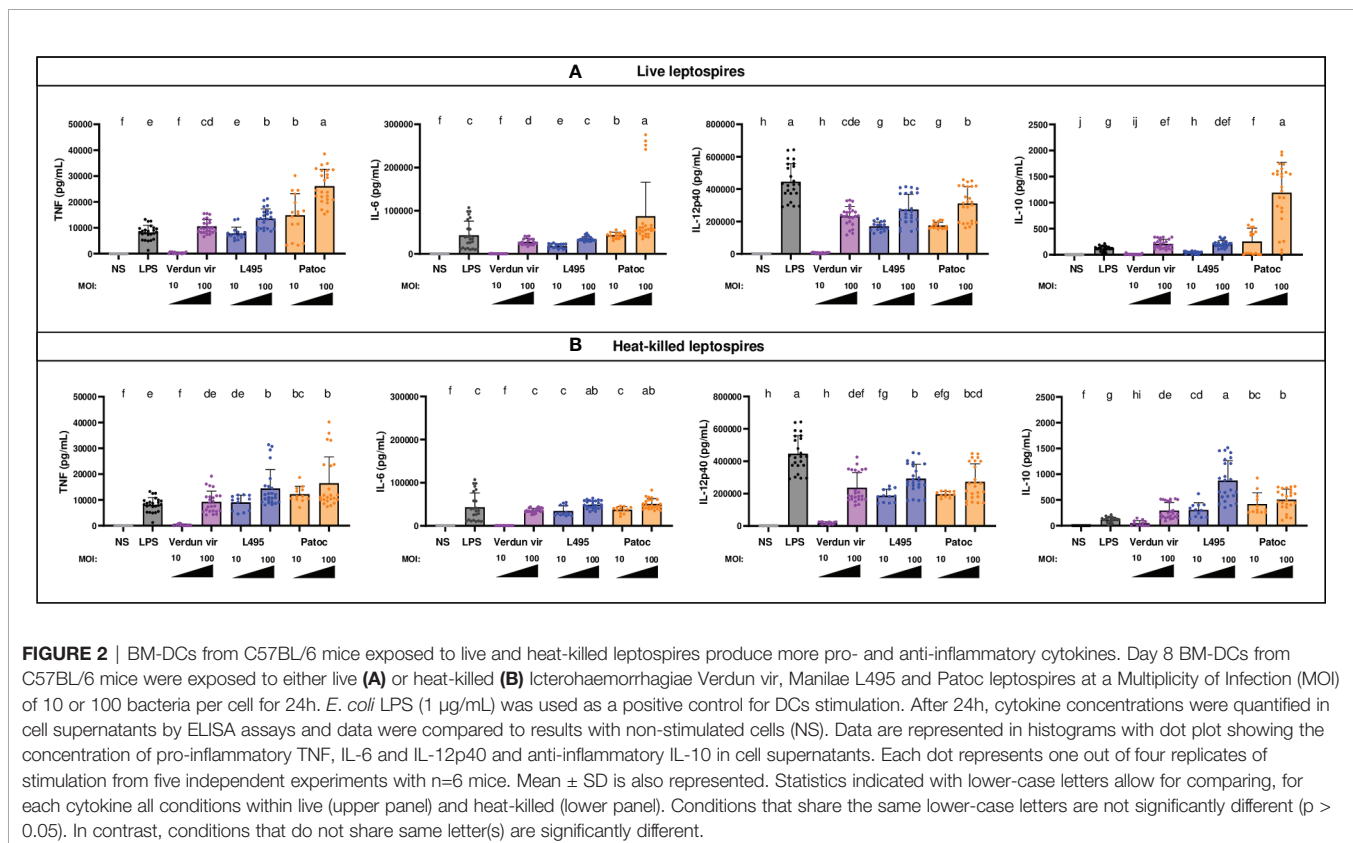 A Live leptospires
f e f cd e b b a
f c f d e c b a
h a h cde g bc g b
j g ij ef h def f a
TNF (pg/mL)
50000
40000
30000
20000
10000
0
NS LPS Verdun vir L495 Patoc
MOI: 10 100 10 100 10 100
IL-6 (pg/mL)
300000
200000
100000
0
NS LPS Verdun vir L495 Patoc
MOI: 10 100 10 100 10 100
IL-12p40 (pg/mL)
800000
600000
400000
200000
0
NS LPS Verdun vir L495 Patoc
MOI: 10 100 10 100 10 100
IL-10 (pg/mL)
2500
2000
1500
1000
500
0
NS LPS Verdun vir L495 Patoc
MOI: 10 100 10 100 10 100
B Heat-killed leptospires
f e f de de b bc b
f c f c c ab c ab
h a h def fg b efg bcd
f g hi de cd a bc b
TNF (pg/mL)
50000
40000
30000
20000
10000
0
NS LPS Verdun vir L495 Patoc
MOI: 10 100 10 100 10 100
IL-6 (pg/mL)
300000
200000
100000
0
NS LPS Verdun vir L495 Patoc
MOI: 10 100 10 100 10 100
IL-12p40 (pg/mL)
800000
600000
400000
200000
0
NS LPS Verdun vir L495 Patoc
MOI: 10 100 10 100 10 100
IL-10 (pg/mL)
2500
2000
1500
1000
500
0
NS LPS Verdun vir L495 Patoc
MOI: 10 100 10 100 10 100
FIGURE 2 | BM-DCs from C57BL/6 mice exposed to live and heat-killed leptospires produce more pro- and anti-inflammatory cytokines. Day 8 BM-DCs from
C57BL/6 mice were exposed to either live (A) or heat-killed (B) Icterohaemorrhagiae Verdun vir, Manilae L495 and Patoc leptospires at a Multiplicity of Infection (MOI)
of 10 or 100 bacteria per cell for 24h. E. coli LPS (1 µg/mL) was used as a positive control for DCs stimulation. After 24h, cytokine concentrations were quantified in
cell supernatants by ELISA assays and data were compared to results with non-stimulated cells (NS). Data are represented in histograms with dot plot showing the
concentration of pro-inflammatory TNF, IL-6 and IL-12p40 and anti-inflammatory IL-10 in cell supernatants. Each dot represents one out of four replicates of
stimulation from five independent experiments with n=6 mice. Mean ± SD is also represented. Statistics indicated with lower-case letters allow for comparing, for
each cytokine all conditions within live (upper panel) and heat-killed (lower panel). Conditions that share the same lower-case letters are not significantly different (p >
0.05). In contrast, conditions that do not share same letter(s) are significantly different.